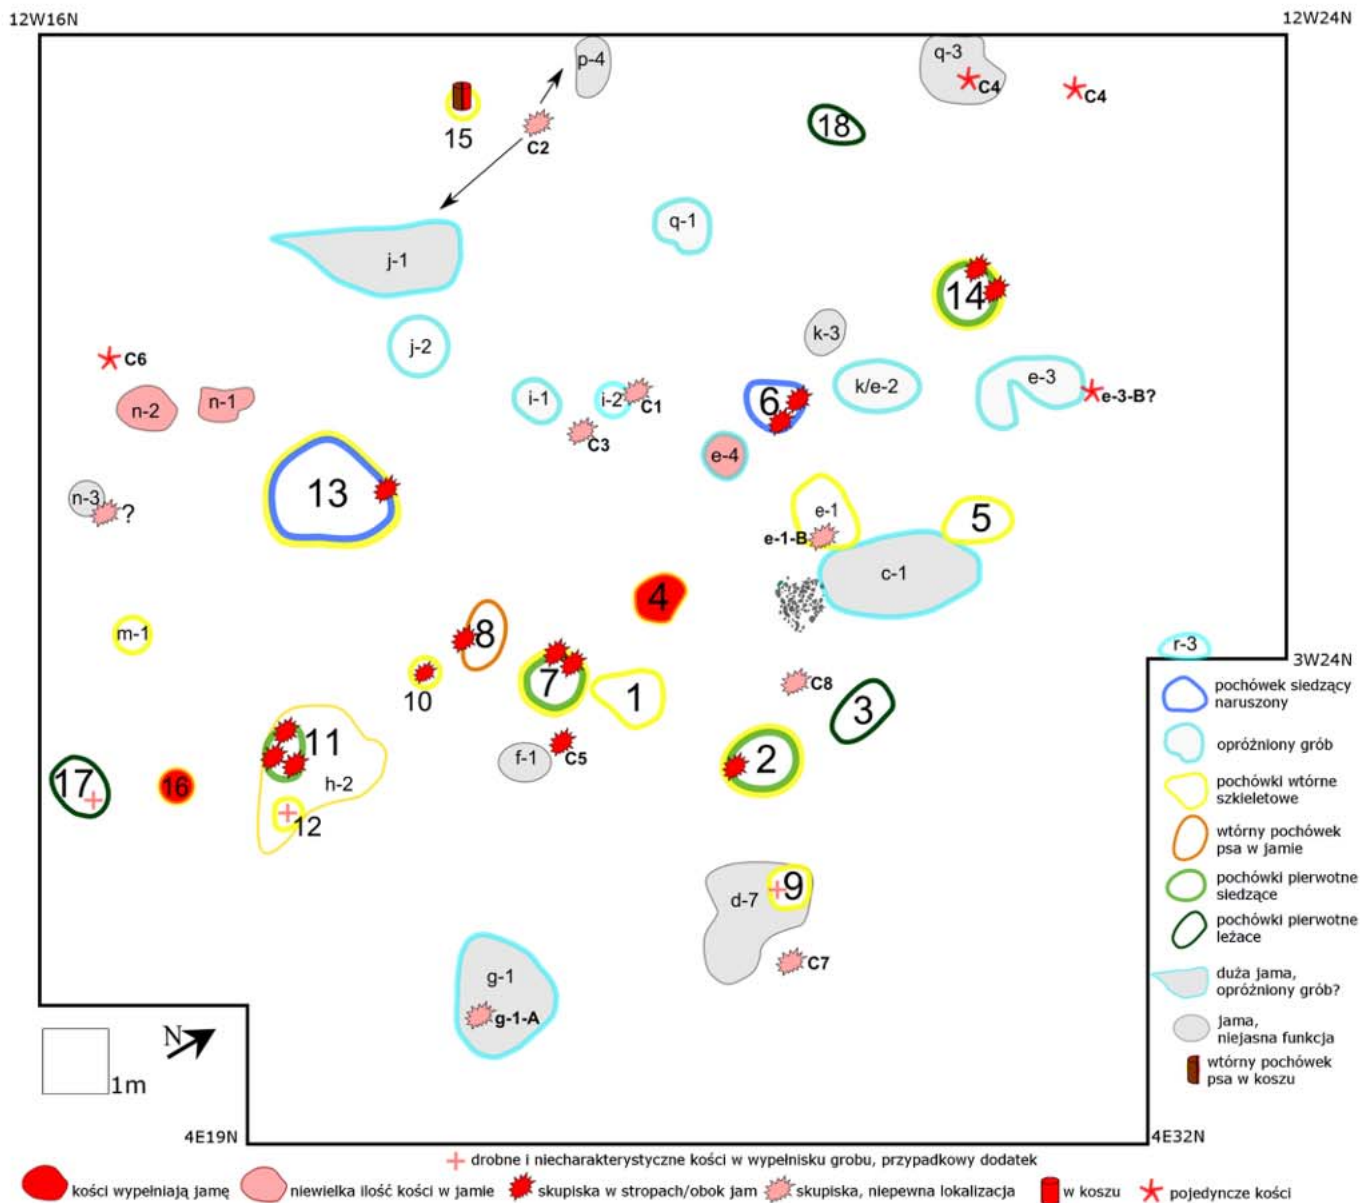 12W16N
12W24N
p-4
q-3
C4
C4
15
C2
18
q-1
j-1
14
k-3
j-2
C6
n-2
n-1
i-1
i-2
C1
C3
6
k/e-2
e-3
e-3-B?
e-4
13
n-3
?
e-1
5
e-1-B
c-1
4
m-1
8
r-3
3W24N
10
7
1
C8
3
11
f-1
C5
2
17
16
h-2
12
d-7
9
C7
g-1
g-1-A
pochówek siedzący
naruszony
opróżniony grób
pochówki wtórne
szkieletowe
wtórny pochówek
psa w jamie
pochówki pierwotne
siedzące
pochówki pierwotne
leżace
duża jama,
opróżniony grób?
jama,
niejasna funkcja
wtórny pochówek
psa w koszu
N
1m
4E19N
4E32N
drobne i niecharakterystyczne kości w wypełnisku grobu, przypadkowy dodatek
kości wypełniają jamę
niewielka ilość kości w jamie
skupiska w stropach/obok jam
skupiska, niepewna lokalizacja
w koszu
pojedyncze kości